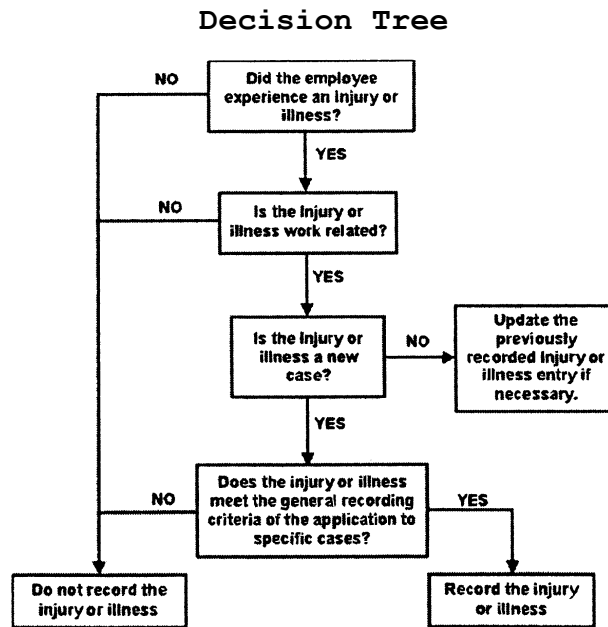 Decision Tree
NO
Did the employee
experience an injury or
illness?
YES
NO
Is the injury or
illness work related?
YES
Is the injury or
illness a new
case?
NO
Update the
previously
recorded injury or
illness entry if
necessary.
YES
NO
Does the injury or illness
meet the general recording
criteria of the application to
specific cases?
YES
Do not record the
injury or illness
Record the injury
or illness